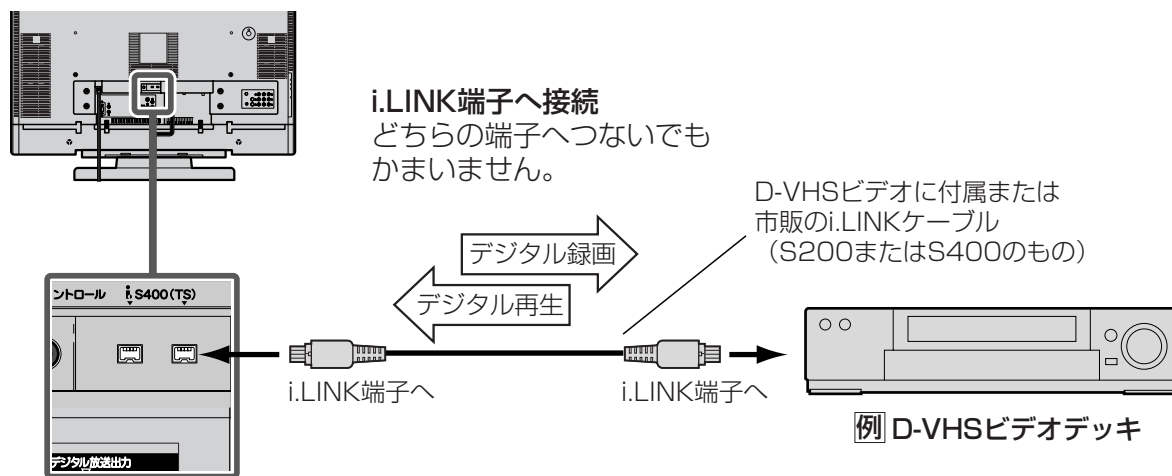 i.LINK端子へ接続
どちらの端子へつないでも
かまいません。
D-VHSビデオに付属または
市販のi.LINKケーブル
（S200またはS400のもの）
デジタル録画
デジタル再生
ントロール i S400(TS)
i.LINK端子へ
i.LINK端子へ
例 D-VHSビデオデッキ
デジタル放送出力